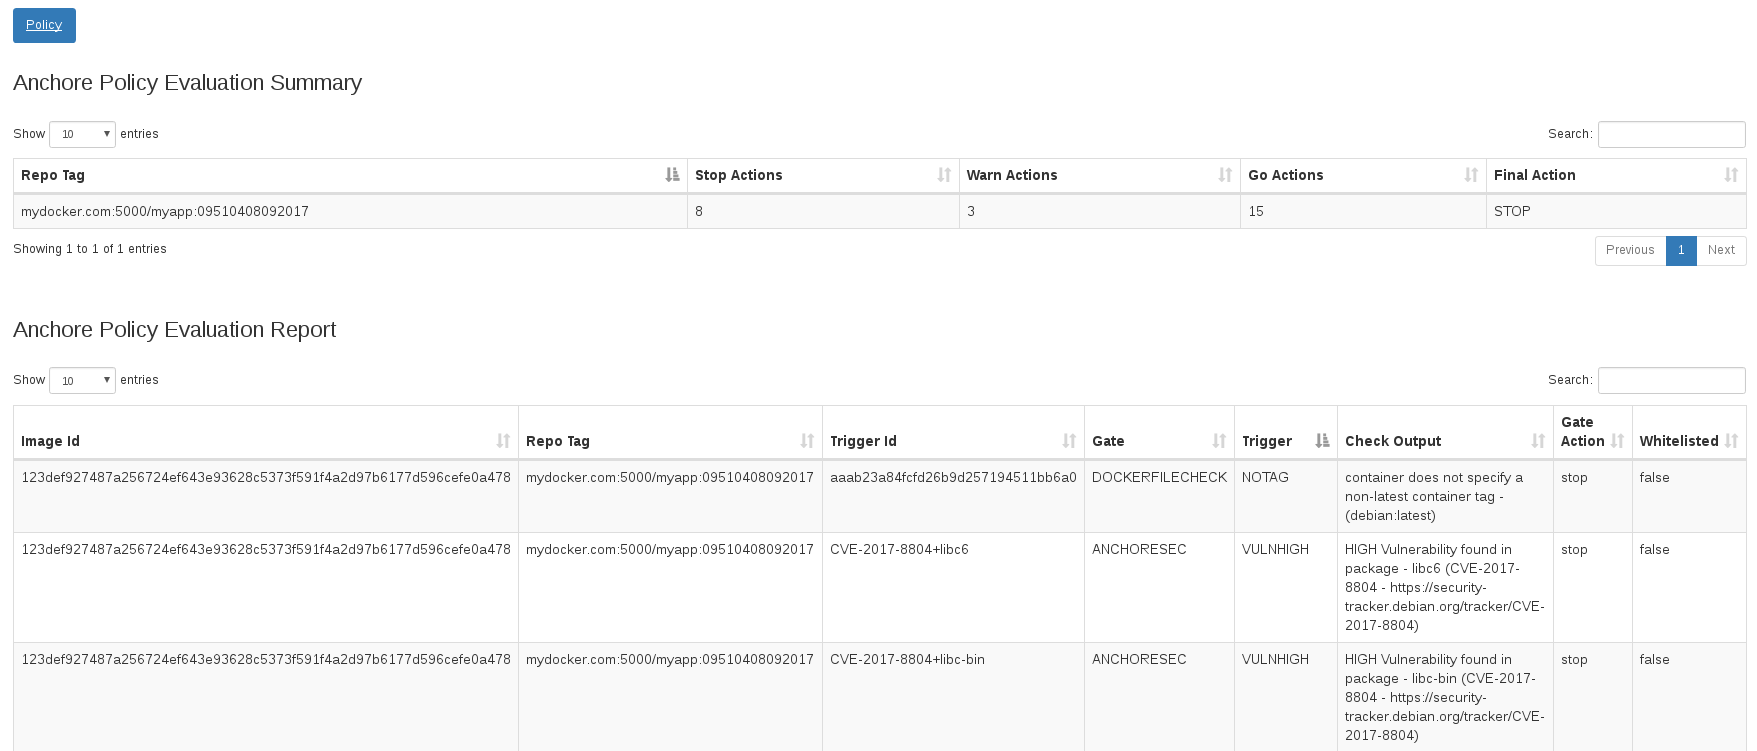 Policy
Anchore Policy Evaluation Summary
Show 10 entries Search:
Repo Tag Stop Actions Warn Actions Go Actions Final Action
mydocker.com:5000/myapp:09510408092017 8 3 15 STOP
Showing 1 to 1 of 1 entries Previous 1 Next
Anchore Policy Evaluation Report
Show 10 entries Search:
Image Id Repo Tag Trigger Id Gate Trigger Check Output Gate Action Whitelisted
123def927487a256724ef643e93628c5373f591f4a2d97b6177d596cefe0a478 mydocker.com:5000/myapp:09510408092017 aaab23a84fcfd26b9d257194511bb6a0 DOCKERFILECHECK NOTAG container does not specify a stop false
non-latest container tag -
(debian:latest)
123def927487a256724ef643e93628c5373f591f4a2d97b6177d596cefe0a478 mydocker.com:5000/myapp:09510408092017 CVE-2017-8804+libc6 ANCHORESEC VULNHIGH HIGH Vulnerability found in stop false
package - libc6 (CVE-2017-
8804 - https://security-
tracker.debian.org/tracker/CVE-
2017-8804)
123def927487a256724ef643e93628c5373f591f4a2d97b6177d596cefe0a478 mydocker.com:5000/myapp:09510408092017 CVE-2017-8804+libc-bin ANCHORESEC VULNHIGH HIGH Vulnerability found in stop false
package - libc-bin (CVE-2017-
8804 - https://security-
tracker.debian.org/tracker/CVE-
2017-8804)